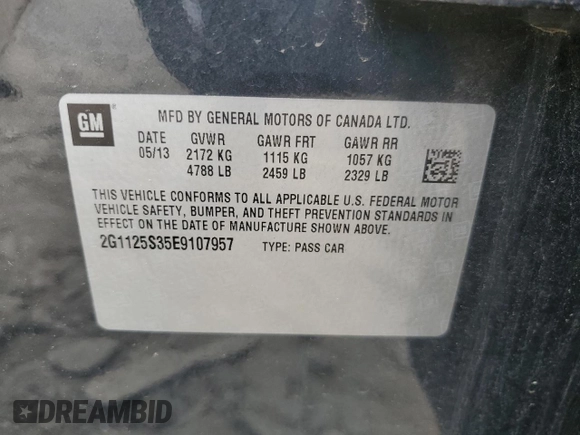 GM
MFD BY GENERAL MOTORS OF CANADA LTD.
DATE GVWR GAWR FRT GAWR RR
05/13 2172 KG 1115 KG 1057 KG
4788 LB 2459 LB 2329 LB
THIS VEHICLE CONFORMS TO ALL APPLICABLE U.S. FEDERAL MOTOR
VEHICLE SAFETY, BUMPER, AND THEFT PREVENTION STANDARDS IN
EFFECT ON THE DATE OF MANUFACTURE SHOWN ABOVE.
2G1125S35E9107957 TYPE: PASS CAR
DREAMBID